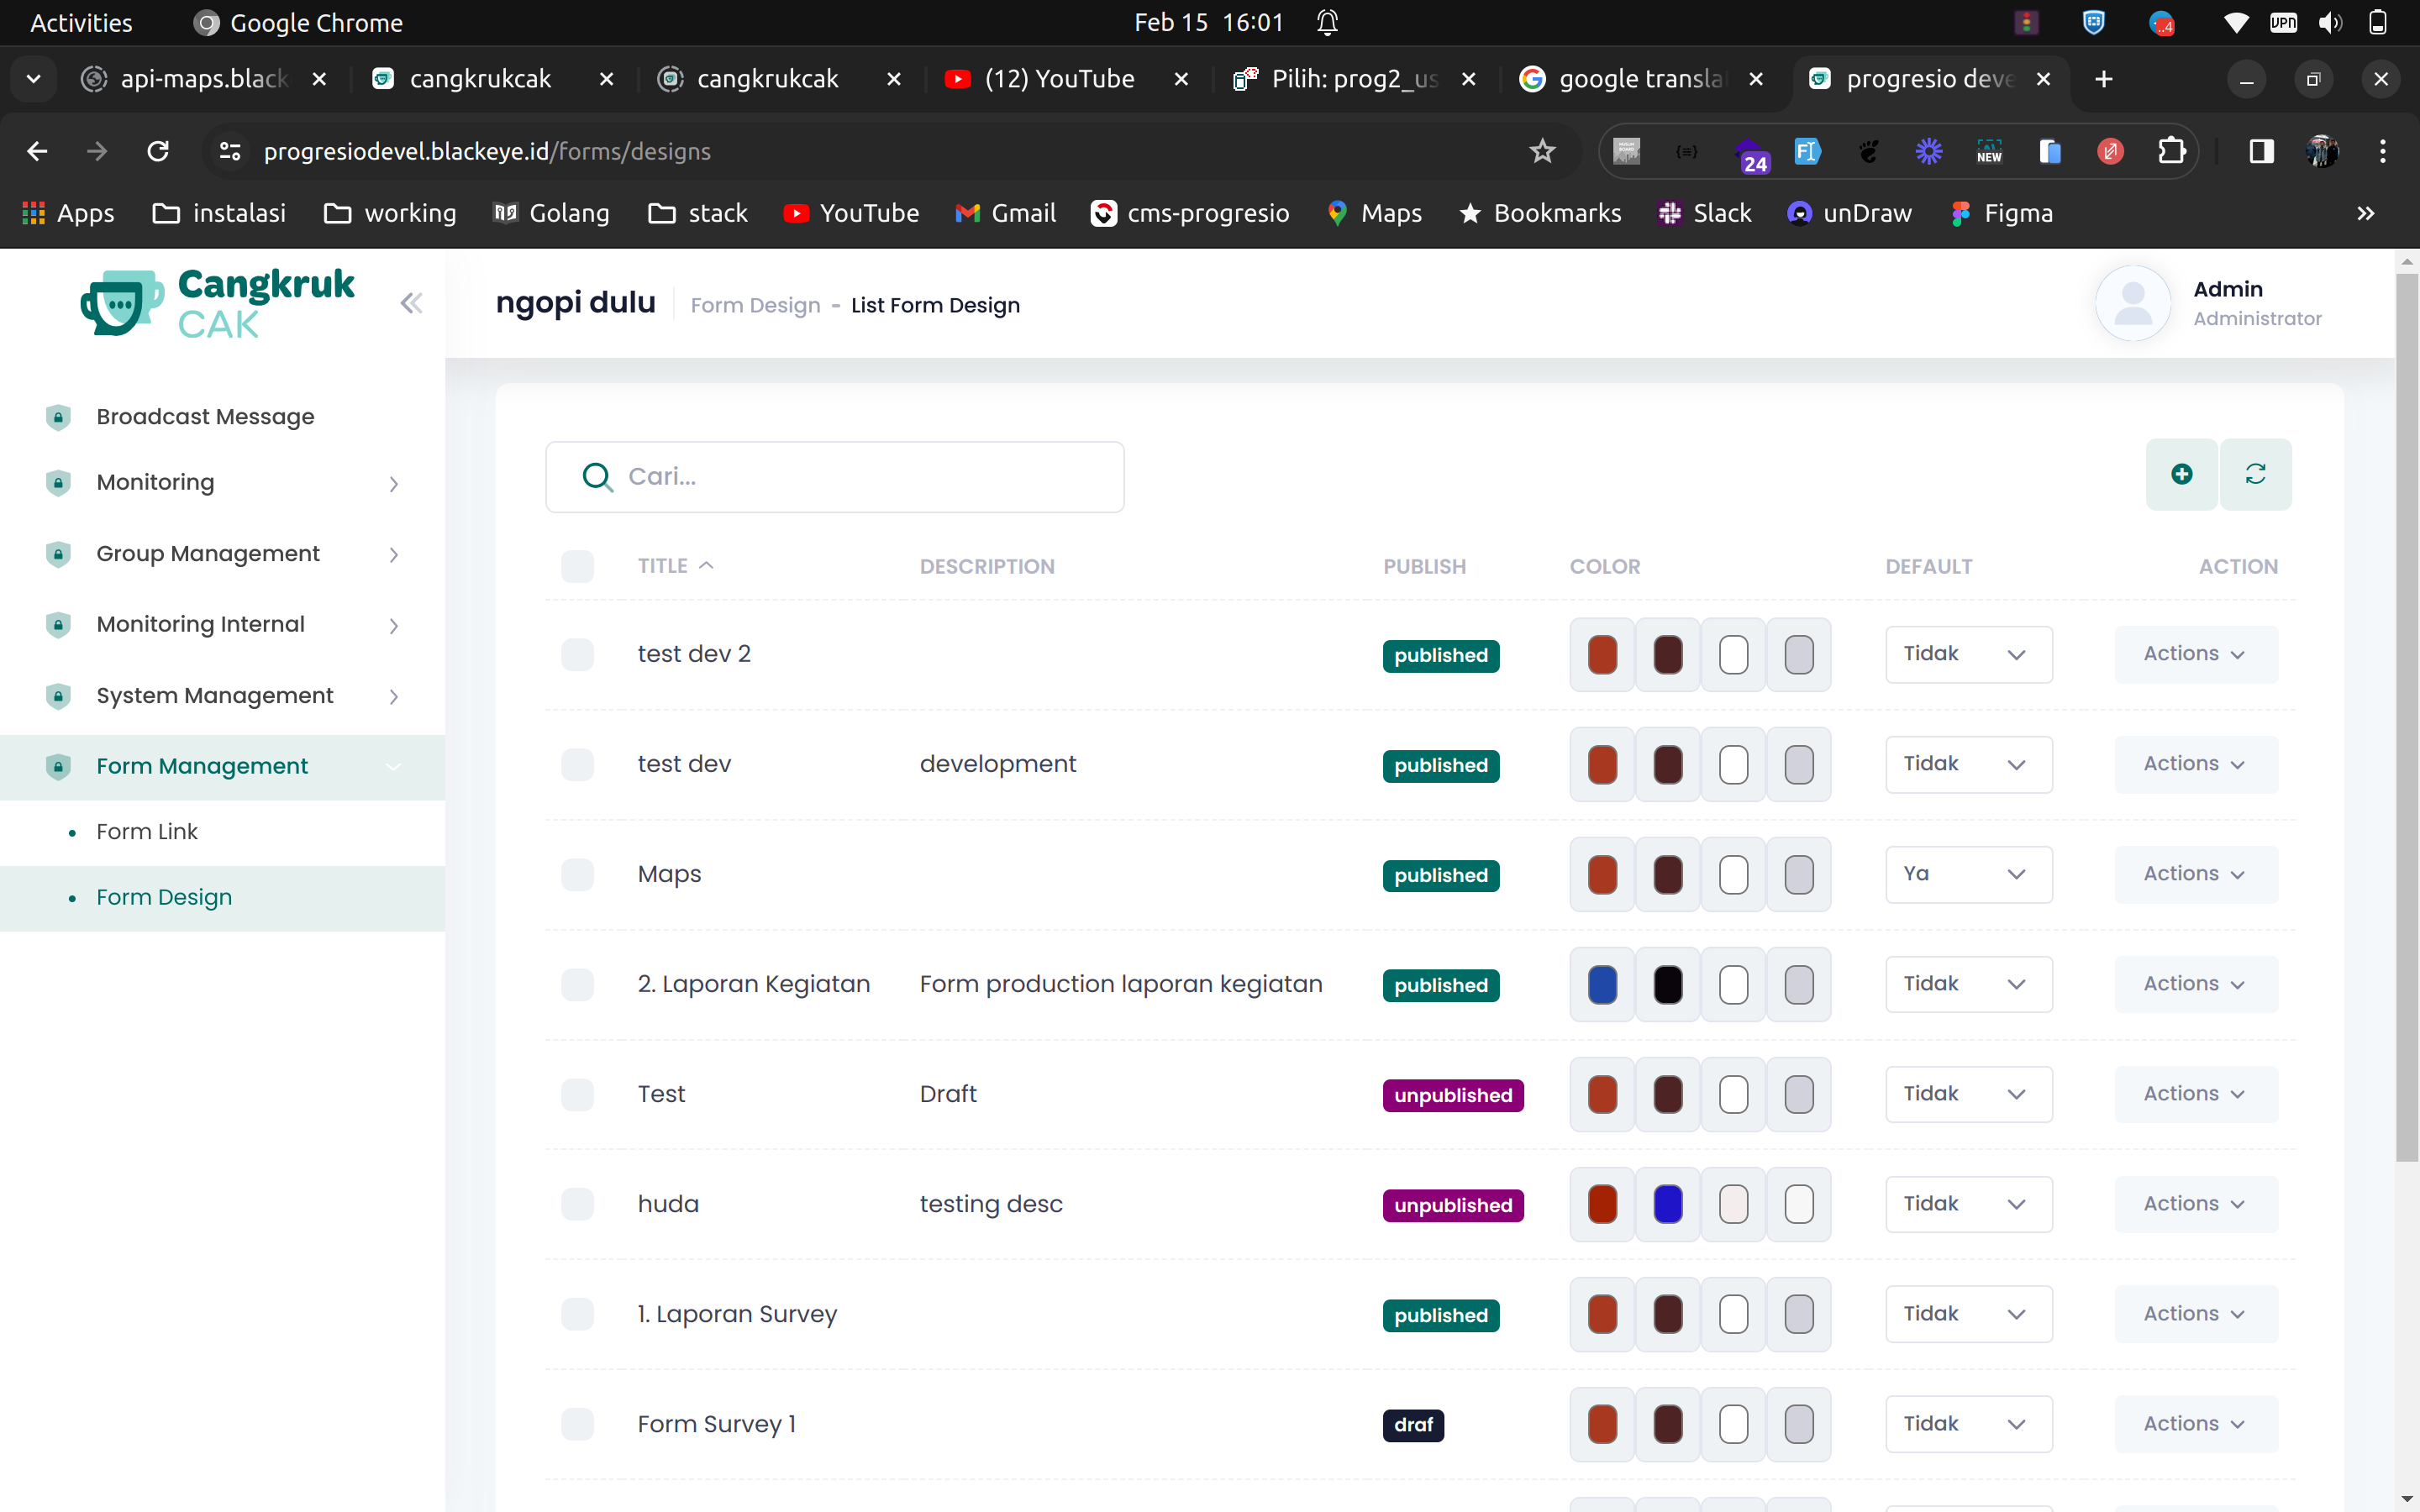 Activities
Google Chrome
Feb 15 16:01
..4
VPN
api-maps.black
cangkrukcak
cangkrukcak
(12) YouTube
Pilih: prog2_us
google transla
progresio deve
progresiodevel.blackeye.id/forms/designs
24
NEW
Apps
instalasi
working
Golang
stack
YouTube
Gmail
cms-progresio
Maps
Bookmarks
Slack
unDraw
Figma
Cangkruk
CAK
ngopi dulu
Form Design - List Form Design
Admin
Administrator
Broadcast Message
Monitoring
Group Management
Monitoring Internal
System Management
Form Management
Form Link
Form Design
Cari...
TITLE DESCRIPTION PUBLISH COLOR DEFAULT ACTION
test dev 2 published Tidak Actions
test dev development published Tidak Actions
Maps published Ya Actions
2. Laporan Kegiatan Form production laporan kegiatan published Tidak Actions
Test Draft unpublished Tidak Actions
huda testing desc unpublished Tidak Actions
1. Laporan Survey published Tidak Actions
Form Survey 1 draf Tidak Actions